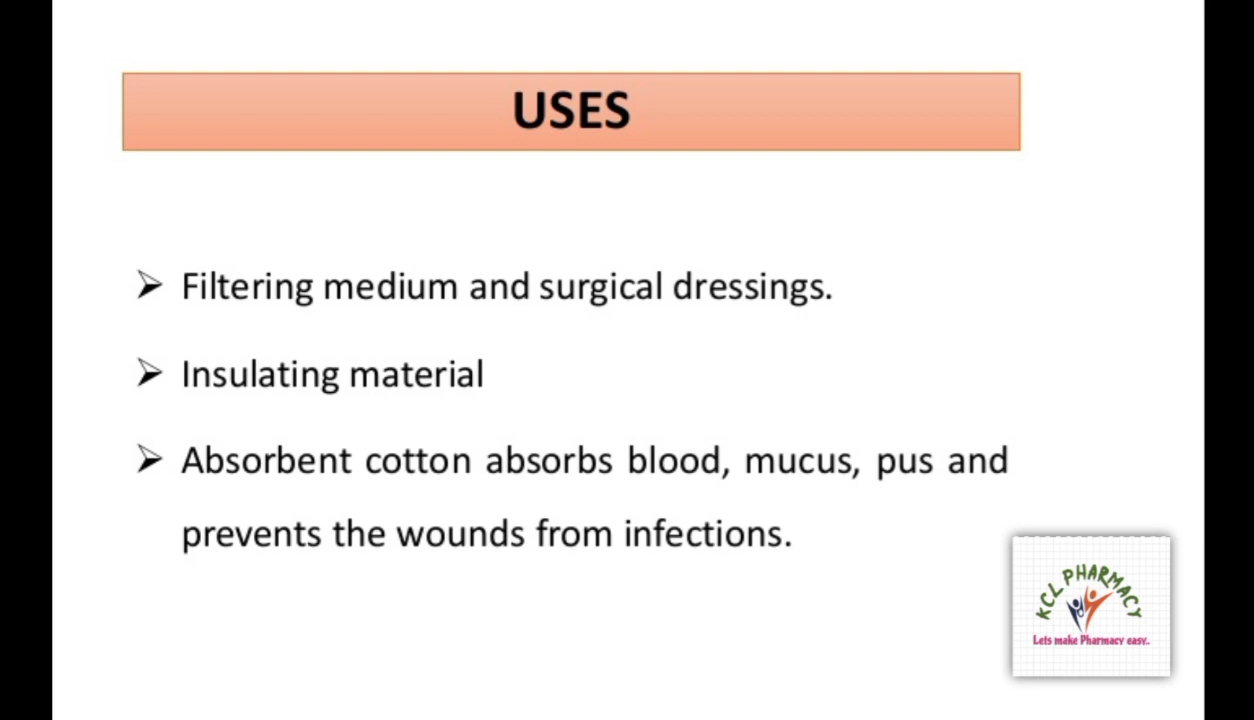 USES
Filtering medium and surgical dressings.
Insulating material
Absorbent cotton absorbs blood, mucus, pus and
prevents the wounds from infections.
KCL PHARMACY
Lets make Pharmacy easy..